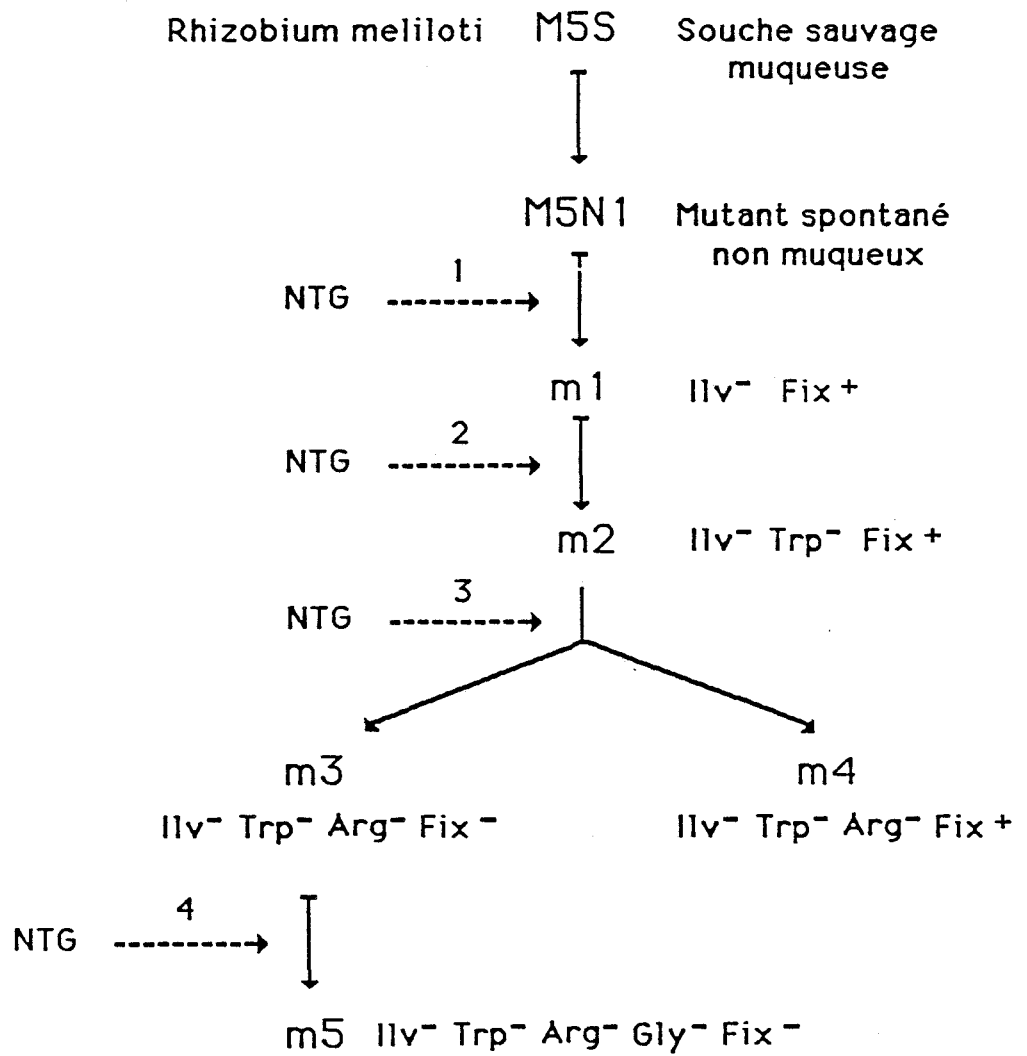 Rhizobium meliloti M5S Souche sauvage
muqueuse
M5N1 Mutant spontané
non muqueux
1
NTG
m1 Ilv⁻ Fix⁺
2
NTG
m2 Ilv⁻ Trp⁻ Fix⁺
3
NTG
m3 m4
Ilv⁻ Trp⁻ Arg⁻ Fix⁻ Ilv⁻ Trp⁻ Arg⁻ Fix⁺
4
NTG
m5 Ilv⁻ Trp⁻ Arg⁻ Gly⁻ Fix⁻